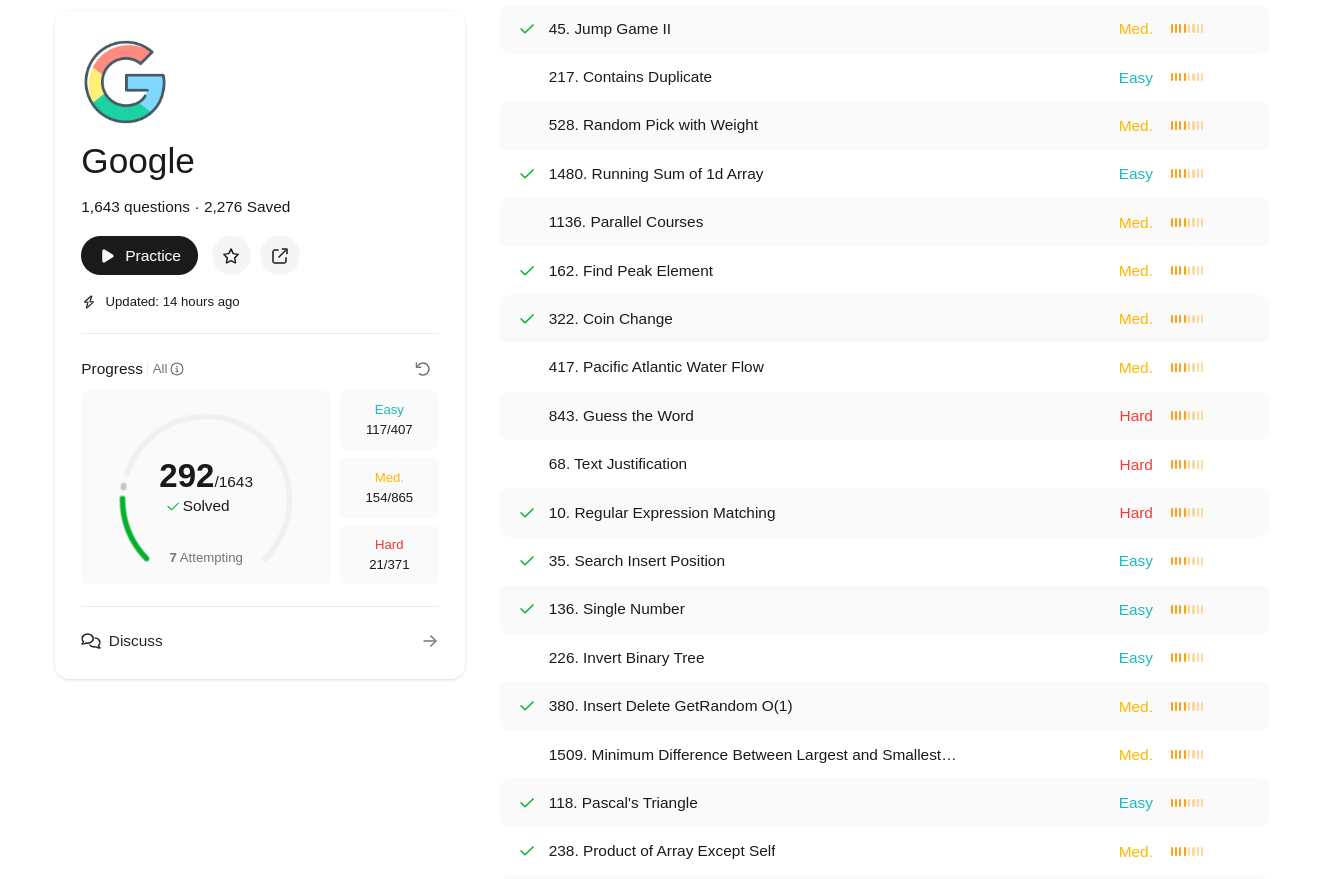 Google
1,643 questions · 2,276 Saved
Practice
Updated: 14 hours ago
Progress All
292/1643
Solved
7 Attempting
Easy
117/407
Med.
154/865
Hard
21/371
Discuss
45. Jump Game II Med.
217. Contains Duplicate Easy
528. Random Pick with Weight Med.
1480. Running Sum of 1d Array Easy
1136. Parallel Courses Med.
162. Find Peak Element Med.
322. Coin Change Med.
417. Pacific Atlantic Water Flow Med.
843. Guess the Word Hard
68. Text Justification Hard
10. Regular Expression Matching Hard
35. Search Insert Position Easy
136. Single Number Easy
226. Invert Binary Tree Easy
380. Insert Delete GetRandom O(1) Med.
1509. Minimum Difference Between Largest and Smallest… Med.
118. Pascal's Triangle Easy
238. Product of Array Except Self Med.